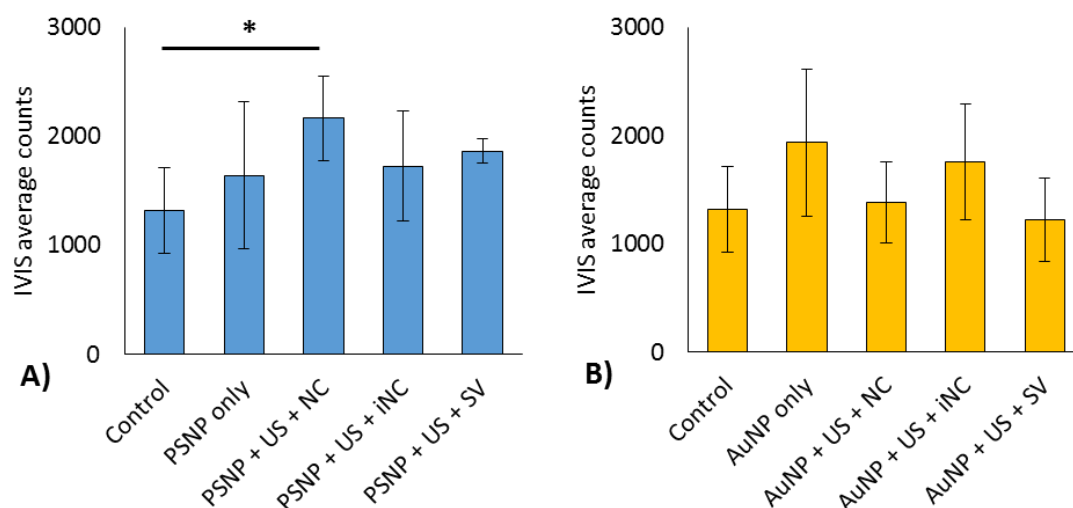 IVIS average counts
3000
2000
1000
0
*
A)
Control
PSNP only
PSNP + US + NC
PSNP + US + iNC
PSNP + US + SV
IVIS average counts
3000
2000
1000
0
B)
Control
AuNP only
AuNP + US + NC
AuNP + US + iNC
AuNP + US + SV